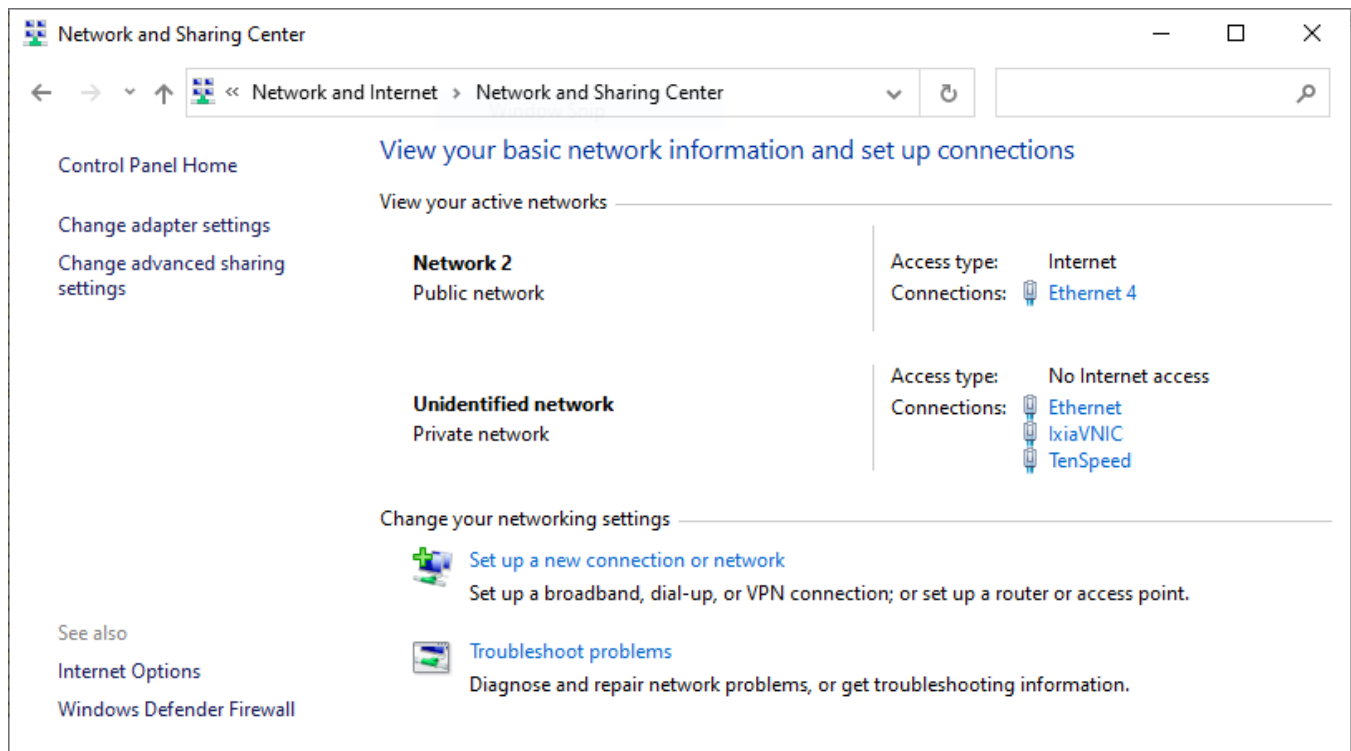 Network and Sharing Center
« Network and Internet > Network and Sharing Center
Window Snip
Control Panel Home
Change adapter settings
Change advanced sharing
settings
See also
Internet Options
Windows Defender Firewall
View your basic network information and set up connections
View your active networks
Network 2
Public network
Access type: Internet
Connections: Ethernet 4
Unidentified network
Private network
Access type: No Internet access
Connections: Ethernet
IxiaVNIC
TenSpeed
Change your networking settings
Set up a new connection or network
Set up a broadband, dial-up, or VPN connection; or set up a router or access point.
Troubleshoot problems
Diagnose and repair network problems, or get troubleshooting information.